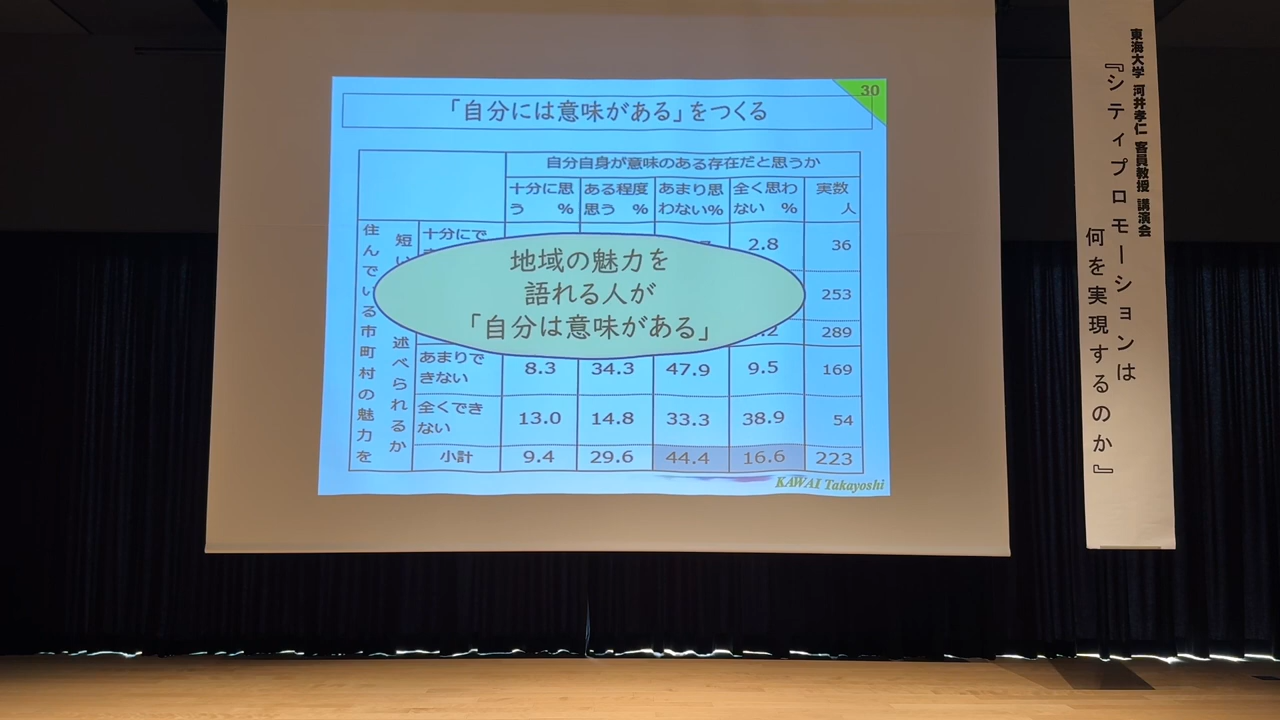 30
「自分には意味がある」をつくる
自分自身が意味のある存在だと思うか
十分に思う %
ある程度思う %
あまり思わない%
全く思わない %
実数 人
住んでいる市町村の魅力を
述べられるか
十分にで
2.8
36
253
289
地域の魅力を
語れる人が
「自分は意味がある」
あまりできない
8.3 34.3 47.9 9.5 169
全くできない
13.0 14.8 33.3 38.9 54
小計 9.4 29.6 44.4 16.6 223
KAWAI Takayoshi
東海大学 河井孝仁 客員教授 講演会
『シティプロモーションは
何を実現するのか』